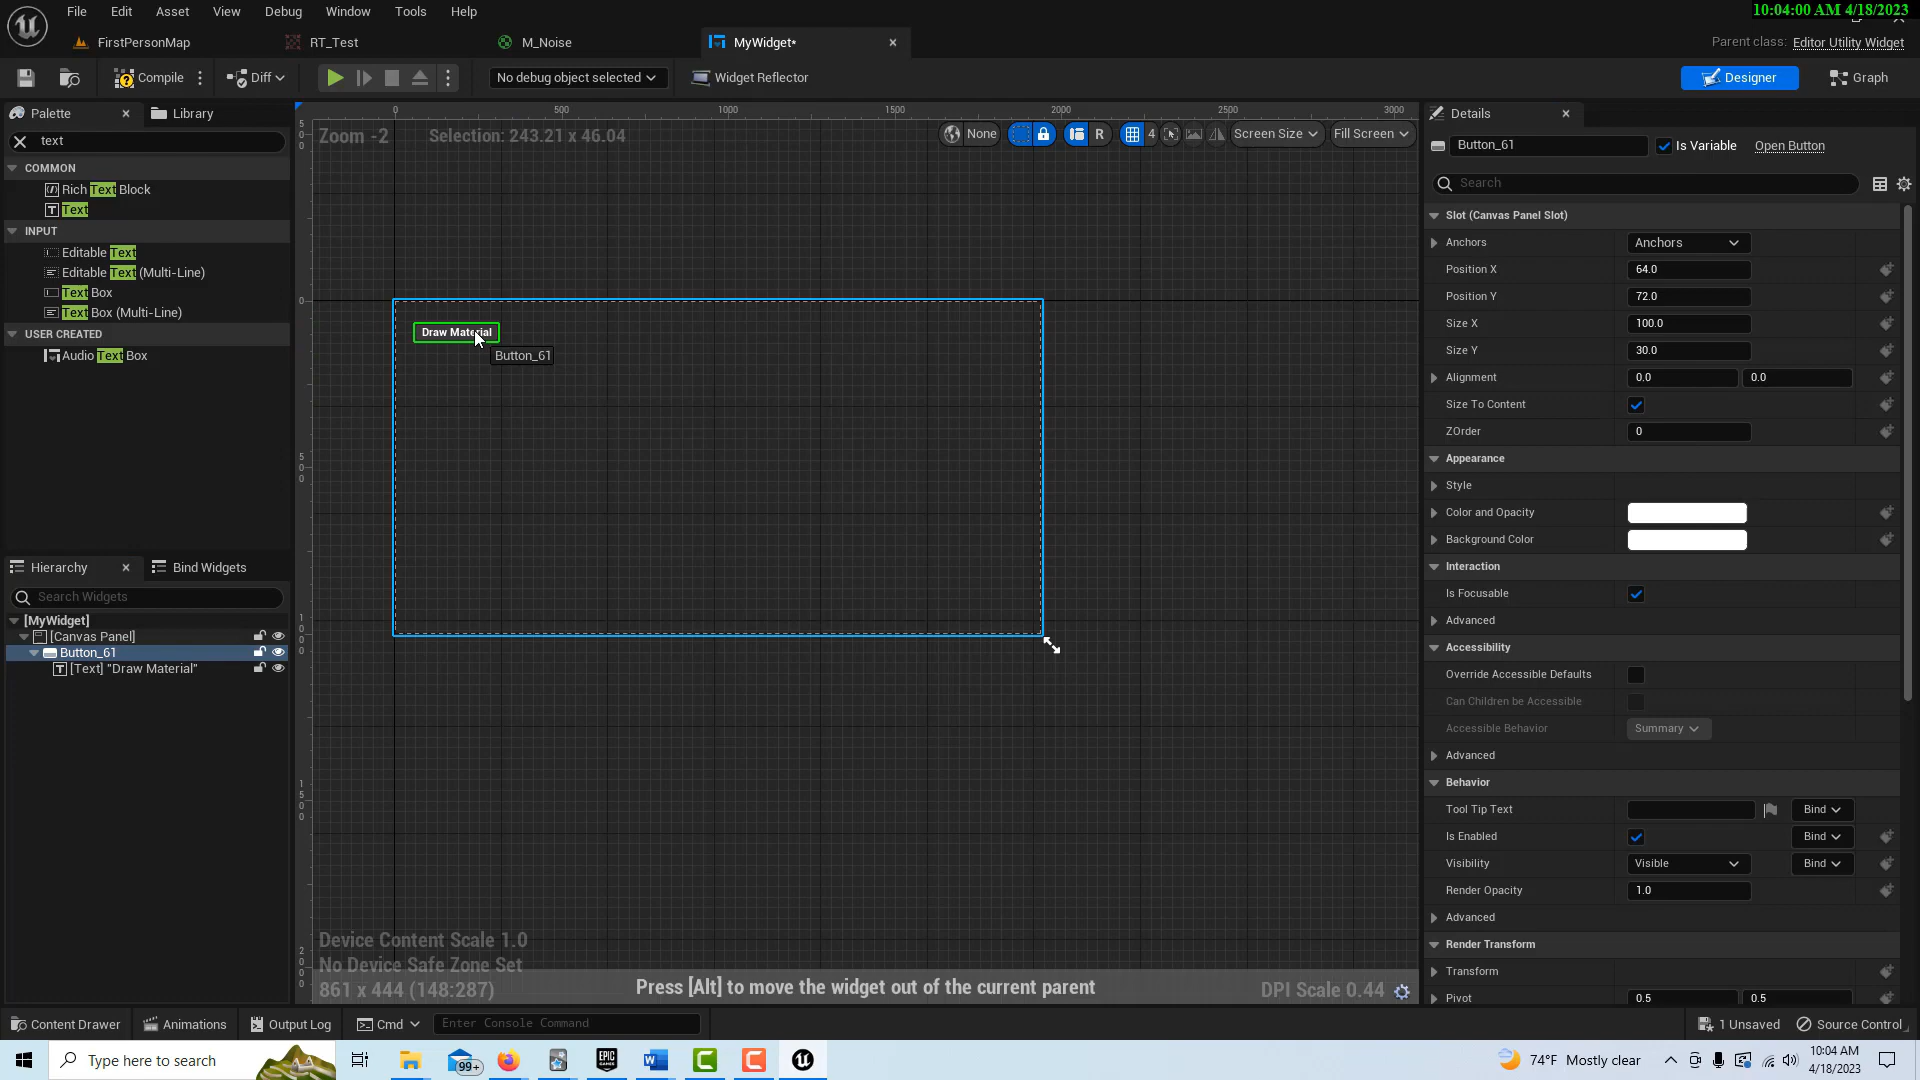 10:04:00 AM 4/18/2023
File Edit Asset View Debug Window Tools Help
FirstPersonMap RT_Test M_Noise MyWidget*
Parent class: Editor Utility Widget
Compile Diff No debug object selected Widget Reflector Designer Graph
Palette Library
text
COMMON
Rich Text Block
Text
INPUT
Editable Text
Editable Text (Multi-Line)
Text Box
Text Box (Multi-Line)
USER CREATED
Audio Text Box
Hierarchy Bind Widgets
Search Widgets
[MyWidget]
[Canvas Panel]
Button_61
[Text] "Draw Material"
0 500 1000 1500 2000 2500 3000
Zoom -2 Selection: 243.21 x 46.04
None R 4 Screen Size Fill Screen
Draw Material
Button_61
Device Content Scale 1.0
No Device Safe Zone Set
861 x 444 (148:287)
Press [Alt] to move the widget out of the current parent
DPI Scale 0.44
Details
Button_61 Is Variable Open Button
Search
Slot (Canvas Panel Slot)
Anchors Anchors
Position X 64.0
Position Y 72.0
Size X 100.0
Size Y 30.0
Alignment 0.0 0.0
Size To Content
ZOrder 0
Appearance
Style
Color and Opacity
Background Color
Interaction
Is Focusable
Advanced
Accessibility
Override Accessible Defaults
Can Children be Accessible
Accessible Behavior Summary
Advanced
Behavior
Tool Tip Text Bind
Is Enabled Bind
Visibility Visible Bind
Render Opacity 1.0
Advanced
Render Transform
Transform
Pivot 0.5 0.5
Content Drawer Animations Output Log Cmd Enter Console Command 1 Unsaved Source Control
Type here to search 99+ EPIC GAMES 74°F Mostly clear
10:04 AM
4/18/2023